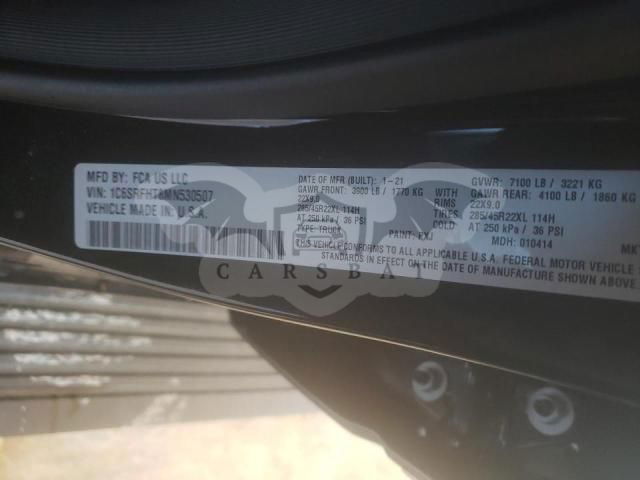 MFD BY: FCA US LLC
VIN: 1C6SRFHT8MN530507
VEHICLE MADE IN: U.S.A.
DATE OF MFR (BUILT): 1-21
GAWR FRONT: 3900 LB / 1770 KG
22X9.0
285/45R22XL 114H
AT 250 kPa / 36 PSI
TYPE: TRUCK
PAINT: EXJ
GVWR: 7100 LB / 3221 KG
WITH GAWR REAR: 4100 LB / 1860 KG
RIMS 22X9.0
TIRES 285/45R22XL 114H
COLD AT 250 kPa / 36 PSI
MDH: 010414
THIS VEHICLE CONFORMS TO ALL APPLICABLE U.S.A. FEDERAL MOTOR VEHICLE
STANDARDS IN EFFECT ON THE DATE OF MANUFACTURE SHOWN ABOVE.
CARSBAT